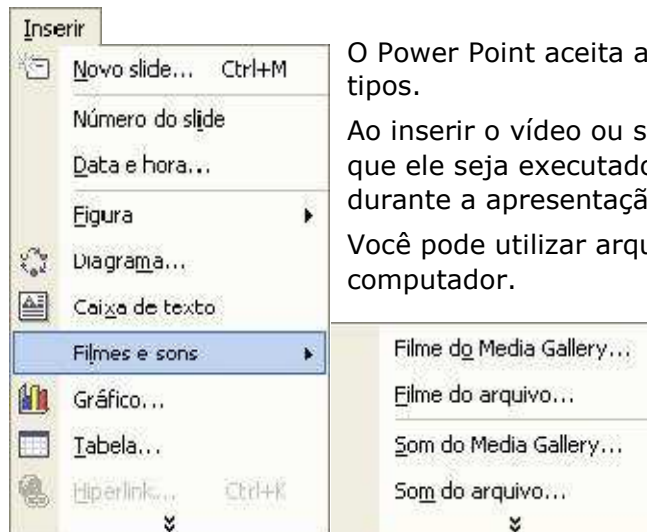 Inserir
Novo slide... Ctrl+M
Número do slide
Data e hora...
Figura
Diagrama...
Caixa de texto
Filmes e sons
Gráfico...
Tabela...
Hiperlink... Ctrl+K
O Power Point aceita a
tipos.
Ao inserir o vídeo ou s
que ele seja executado
durante a apresentaçã
Você pode utilizar arqu
computador.
Filme do Media Gallery...
Filme do arquivo...
Som do Media Gallery...
Som do arquivo...